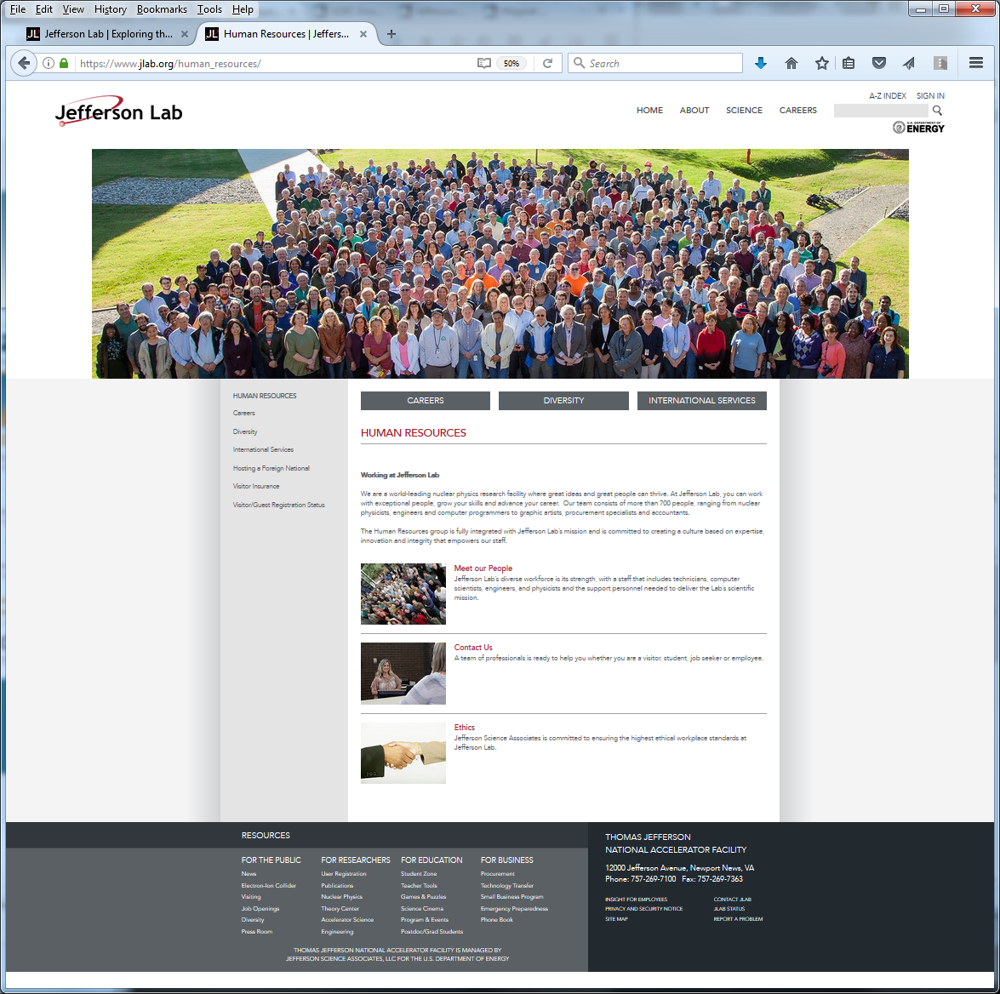 File Edit View History Bookmarks Tools Help
Jefferson Lab | Exploring th...
Human Resources | Jeffers...
https://www.jlab.org/human_resources/
50%
Search
A-Z INDEX SIGN IN
Jefferson Lab
HOME ABOUT SCIENCE CAREERS
U.S. DEPARTMENT OF
ENERGY
HUMAN RESOURCES
Careers
Diversity
International Services
Hosting a Foreign National
Visitor Insurance
Visitor/Guest Registration Status
CAREERS DIVERSITY INTERNATIONAL SERVICES
HUMAN RESOURCES
Working at Jefferson Lab
We are a world-leading nuclear physics research facility where great ideas and great people can thrive. At Jefferson Lab, you can work
with exceptional people, grow your skills and advance your career. Our team consists of more than 700 people, ranging from nuclear
physicists, engineers and computer programmers to graphic artists, procurement specialists and accountants.
The Human Resources group is fully integrated with Jefferson Lab's mission and is committed to creating a culture based on expertise,
innovation and integrity that empowers our staff.
Meet our People
Jefferson Lab's diverse workforce is its strength, with a staff that includes technicians, computer
scientists, engineers, and physicists and the support personnel needed to deliver the Lab's scientific
mission.
Contact Us
A team of professionals is ready to help you whether you are a visitor, student, job seeker or employee.
Ethics
Jefferson Science Associates is committed to ensuring the highest ethical workplace standards at
Jefferson Lab.
RESOURCES
FOR THE PUBLIC
News
Electron-Ion Collider
Visiting
Job Openings
Diversity
Press Room
FOR RESEARCHERS
User Registration
Publications
Nuclear Physics
Theory Center
Accelerator Science
Engineering
FOR EDUCATION
Student Zone
Teacher Tools
Games & Puzzles
Science Cinema
Program & Events
Postdoc/Grad Students
FOR BUSINESS
Procurement
Technology Transfer
Small Business Program
Emergency Preparedness
Phone Book
THOMAS JEFFERSON NATIONAL ACCELERATOR FACILITY IS MANAGED BY
JEFFERSON SCIENCE ASSOCIATES, LLC FOR THE U.S. DEPARTMENT OF ENERGY
THOMAS JEFFERSON
NATIONAL ACCELERATOR FACILITY
12000 Jefferson Avenue, Newport News, VA
Phone: 757-269-7100 Fax: 757-269-7363
INSIGHT FOR EMPLOYEES
PRIVACY AND SECURITY NOTICE
SITE MAP
CONTACT JLAB
JLAB STATUS
REPORT A PROBLEM